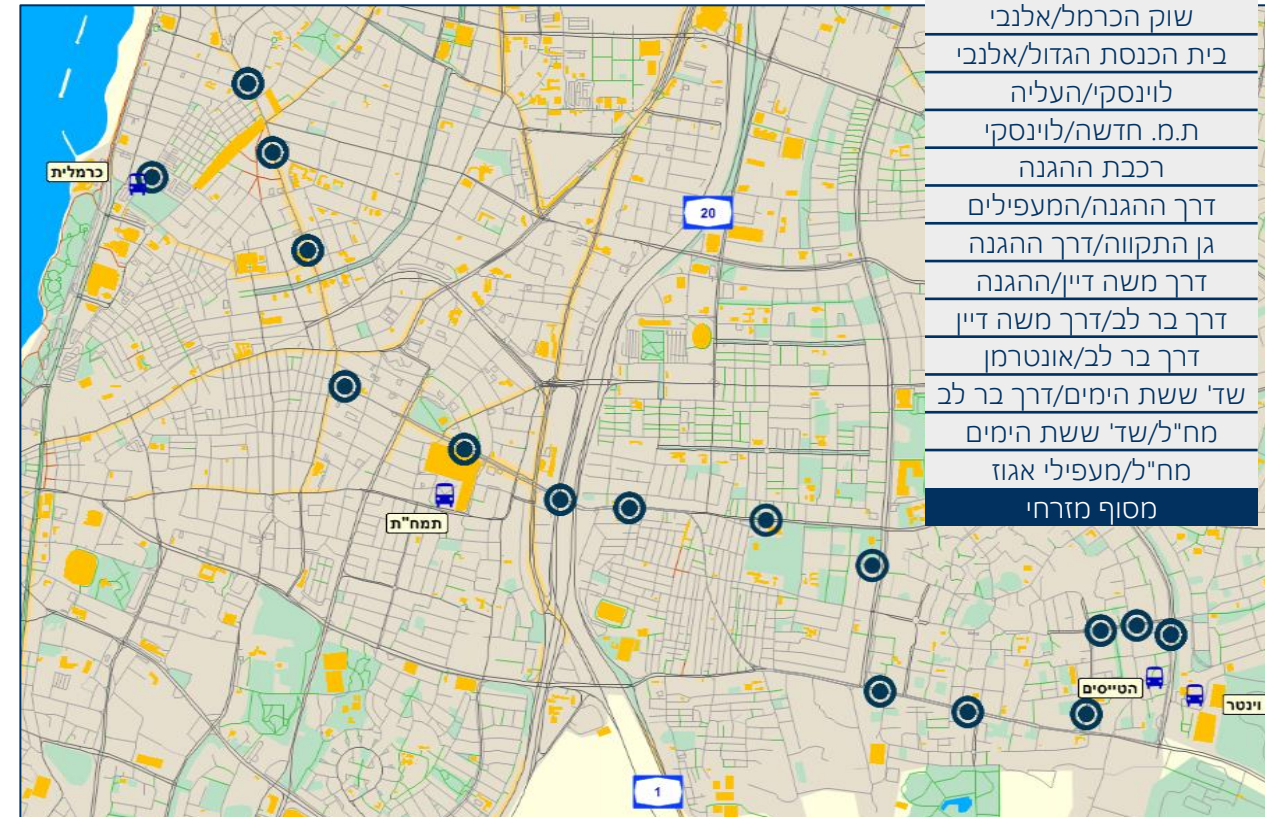 שוק הכרמל/אלנבי
בית הכנסת הגדול/אלנבי
לוינסקי/העליה
ת.מ. חדשה/לוינסקי
רכבת ההגנה
דרך ההגנה/המעפילים
גן התקווה/דרך ההגנה
דרך משה דיין/ההגנה
דרך בר לב/דרך משה דיין
דרך בר לב/אונטרמן
שד' ששת הימים/דרך בר לב
מח"ל/שד' ששת הימים
מח"ל/מעפילי אגוז
מסוף מזרחי
כרמלית
20
תמח"ת
הטייסים
וינטר
1